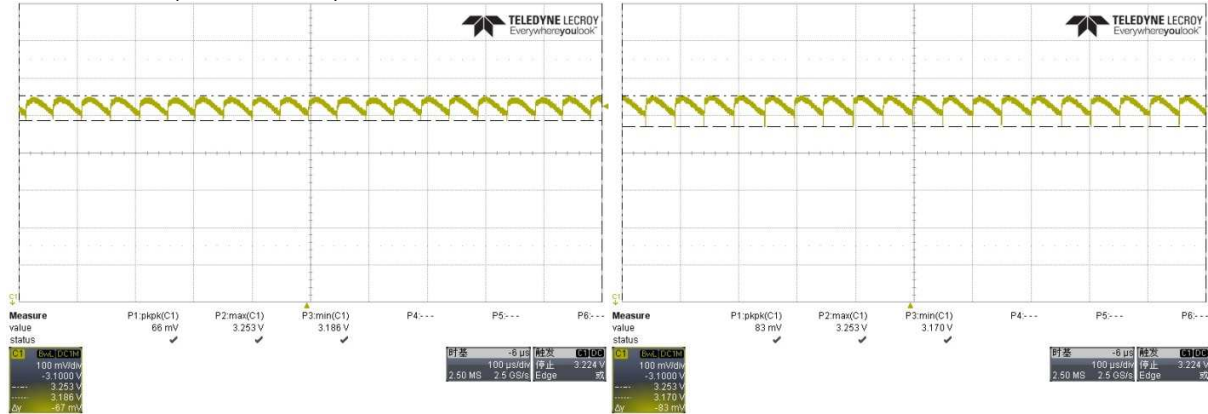 TELEDYNE LECROY
Everywhereyoulook™
C1
Measure P1:pkpk(C1) P2:max(C1) P3:min(C1) P4:--- P5:--- P6:---
value 66 mV 3.253 V 3.186 V
status
C1 BwL DC1M
100 mV/div
-3.1000 V
3.253 V
3.186 V
Δy -67 mV
时基 -6 µs
100 µs/div
2.50 MS 2.5 GS/s
触发 C1 DC
停止 3.224 V
Edge 或
TELEDYNE LECROY
Everywhereyoulook™
C1
Measure P1:pkpk(C1) P2:max(C1) P3:min(C1) P4:--- P5:--- P6:---
value 83 mV 3.253 V 3.170 V
status
C1 BwL DC1M
100 mV/div
-3.1000 V
3.253 V
3.170 V
Δy -83 mV
时基 -6 µs
100 µs/div
2.50 MS 2.5 GS/s
触发 C1 DC
停止 3.224 V
Edge 或